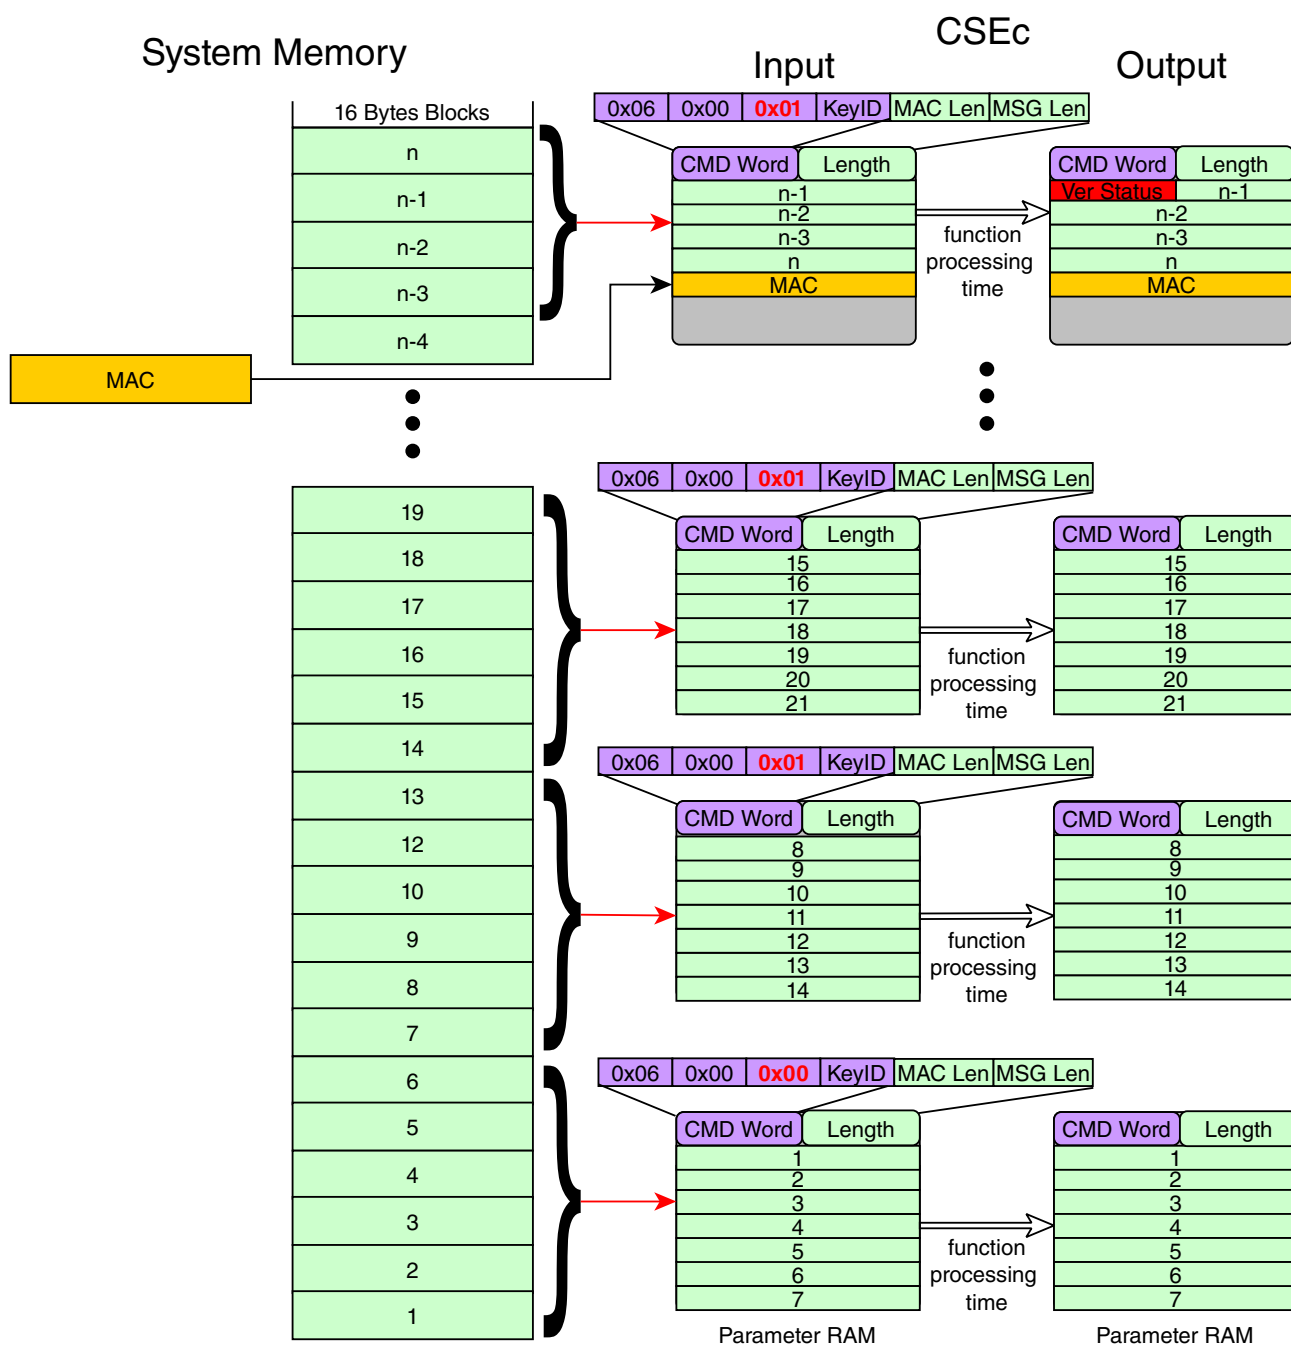 System Memory
CSEc
Input
Output
16 Bytes Blocks
n
n-1
n-2
n-3
n-4
MAC
0x06 0x00 0x01 KeyID MAC Len MSG Len
CMD Word Length
n-1
n-2
n-3
n
MAC
function
processing
time
CMD Word Length
Ver Status n-1
n-2
n-3
n
MAC
19
18
17
16
15
14
13
12
10
9
8
7
6
5
4
3
2
1
0x06 0x00 0x01 KeyID MAC Len MSG Len
CMD Word Length
15
16
17
18
19
20
21
function
processing
time
CMD Word Length
15
16
17
18
19
20
21
0x06 0x00 0x01 KeyID MAC Len MSG Len
CMD Word Length
8
9
10
11
12
13
14
function
processing
time
CMD Word Length
8
9
10
11
12
13
14
0x06 0x00 0x00 KeyID MAC Len MSG Len
CMD Word Length
1
2
3
4
5
6
7
Parameter RAM
function
processing
time
CMD Word Length
1
2
3
4
5
6
7
Parameter RAM